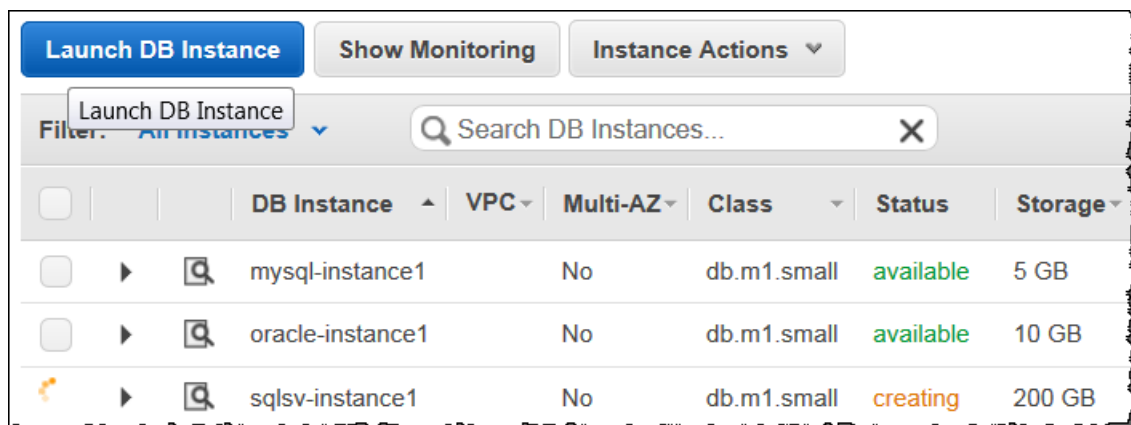 Launch DB Instance Show Monitoring Instance Actions
Launch DB Instance
Filter: All Instances Search DB Instances...
DB Instance VPC Multi-AZ Class Status Storage
mysql-instance1 No db.m1.small available 5 GB
oracle-instance1 No db.m1.small available 10 GB
sqlsv-instance1 No db.m1.small creating 200 GB